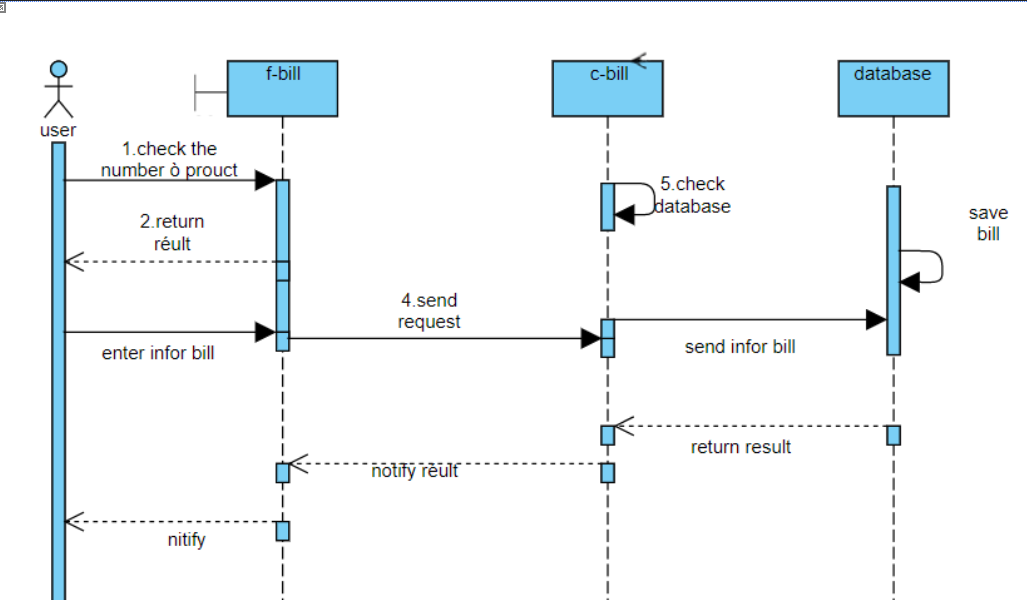 f-bill
c-bill
database
user
1.check the
number ò prouct
5.check
database
2.return
réult
save
bill
4.send
request
enter infor bill
send infor bill
return result
notify réult
nitify